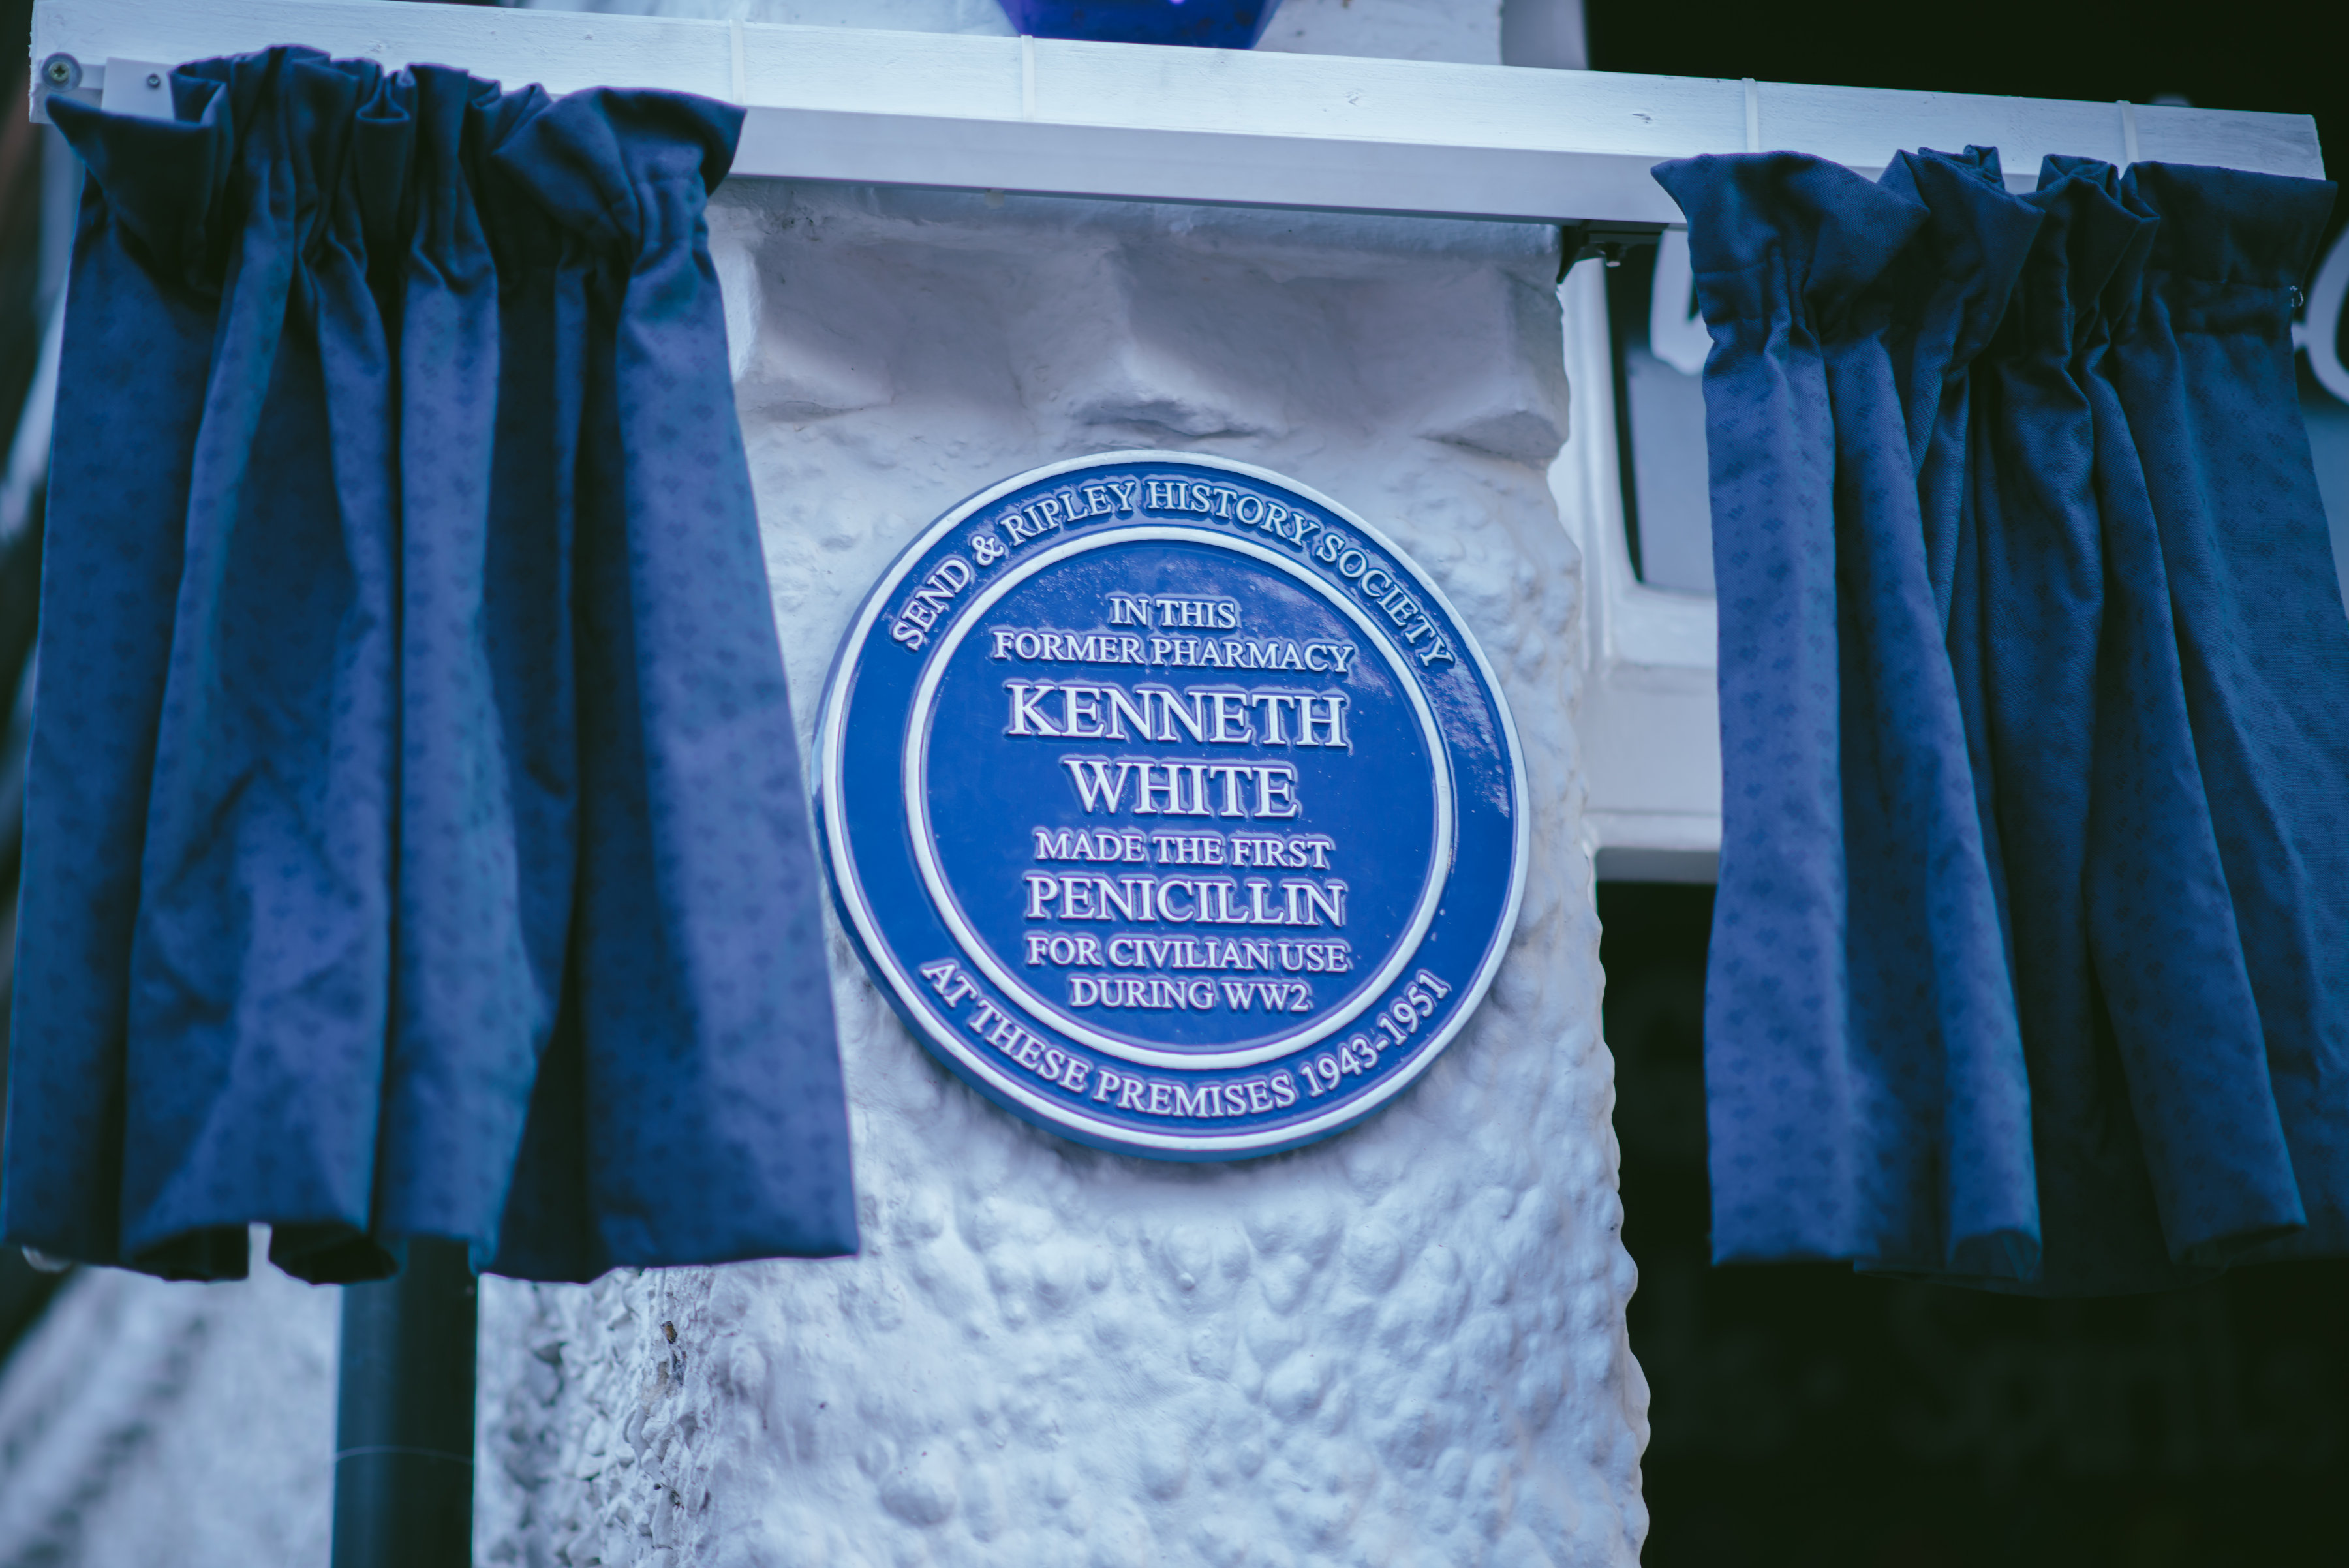 SEND & RIPLEY HISTORY SOCIETY
IN THIS
FORMER PHARMACY
KENNETH
WHITE
MADE THE FIRST
PENICILLIN
FOR CIVILIAN USE
DURING WW2
AT THESE PREMISES 1943-1951